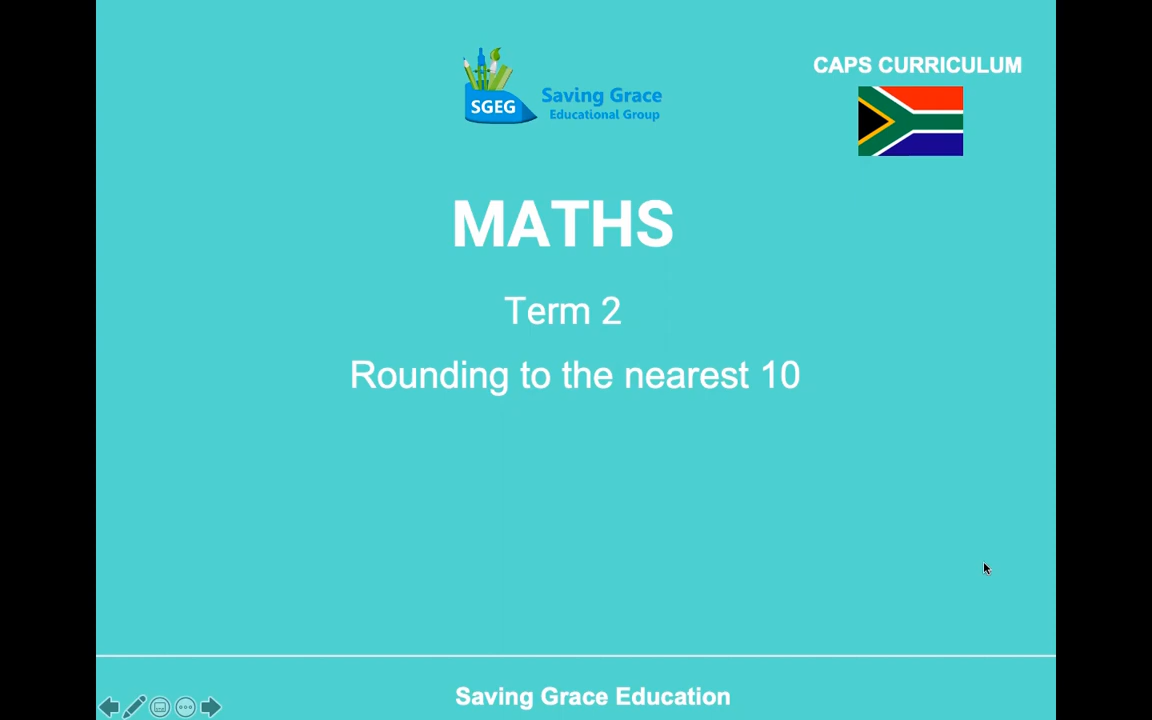 SGEG
Saving Grace
Educational Group
CAPS CURRICULUM
MATHS
Term 2
Rounding to the nearest 10
Saving Grace Education